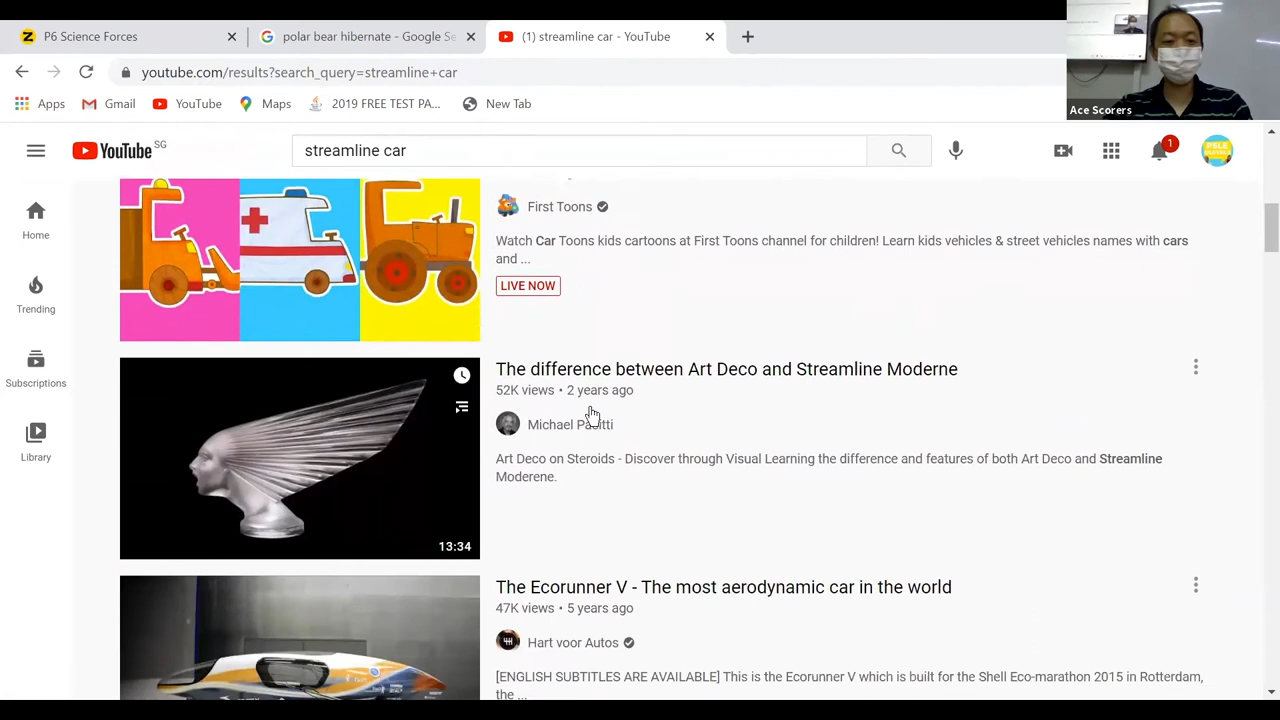 P6 Science Forces
polar bear hibernate - Google Se
(1) streamline car - YouTube
youtube.com/results?search_query=streamline+car
Apps
Gmail
YouTube
Maps
2019 FREE TEST PA...
New Tab
Ace Scorers
YouTube SG
streamline car
1
PSLE
Home
Trending
Subscriptions
Library
First Toons
Watch Car Toons kids cartoons at First Toons channel for children! Learn kids vehicles & street vehicles names with cars
and ...
LIVE NOW
The difference between Art Deco and Streamline Moderne
52K views • 2 years ago
Michael
Art Deco on Steroids - Discover through Visual Learning the difference and features of both Art Deco and Streamline
Moderene.
13:34
The Ecorunner V - The most aerodynamic car in the world
47K views • 5 years ago
Hart voor Autos
[ENGLISH SUBTITLES ARE AVAILABLE] This is the Ecorunner V which is built for the Shell Eco-marathon 2015 in Rotterdam,
the ...